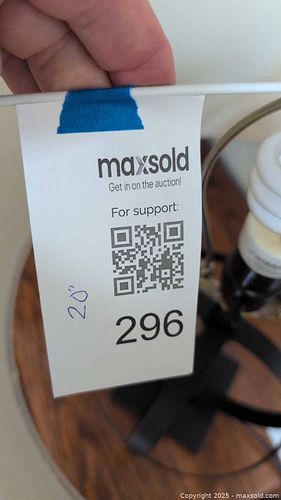 maxsold
Get in on the auction!
For support:
20"
296
Copyright 2025 - maxsold.com